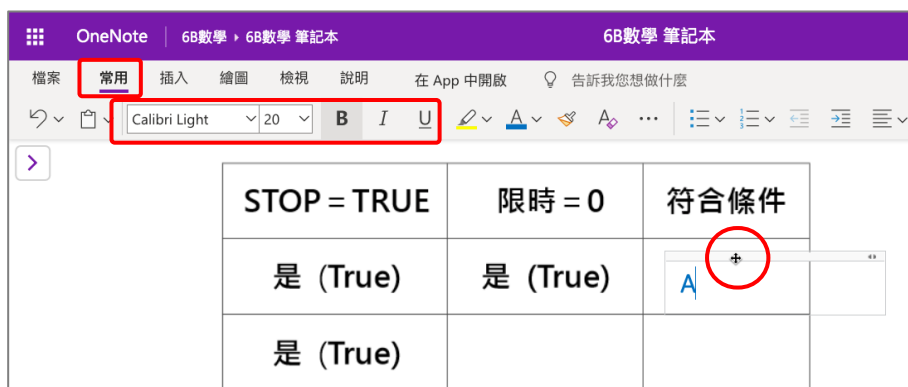 OneNote 6B數學 › 6B數學 筆記本 6B數學 筆記本
檔案 常用 插入 繪圖 檢視 說明 在 App 中開啟 告訴我您想做什麼
Calibri Light 20 B I U A A ...
STOP = TRUE 限時 = 0 符合條件
是 (True) 是 (True) A
是 (True)